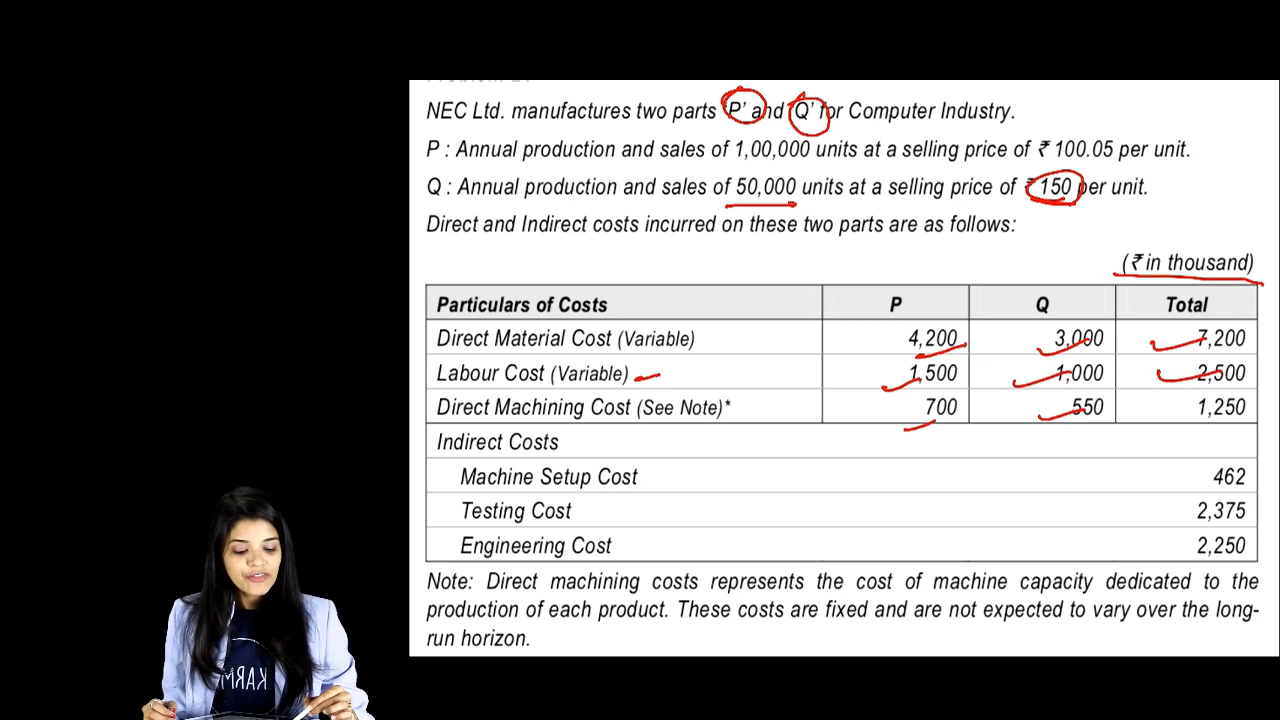 NEC Ltd. manufactures two parts 'P' and 'Q' for Computer Industry.
P : Annual production and sales of 1,00,000 units at a selling price of ₹ 100.05 per unit.
Q : Annual production and sales of 50,000 units at a selling price of ₹ 150 per unit.
Direct and Indirect costs incurred on these two parts are as follows:
(₹ in thousand)
Particulars of Costs P Q Total
Direct Material Cost (Variable) 4,200 3,000 7,200
Labour Cost (Variable) 1,500 1,000 2,500
Direct Machining Cost (See Note)* 700 550 1,250
Indirect Costs
Machine Setup Cost 462
Testing Cost 2,375
Engineering Cost 2,250
Note: Direct machining costs represents the cost of machine capacity dedicated to the
production of each product. These costs are fixed and are not expected to vary over the long-
run horizon.